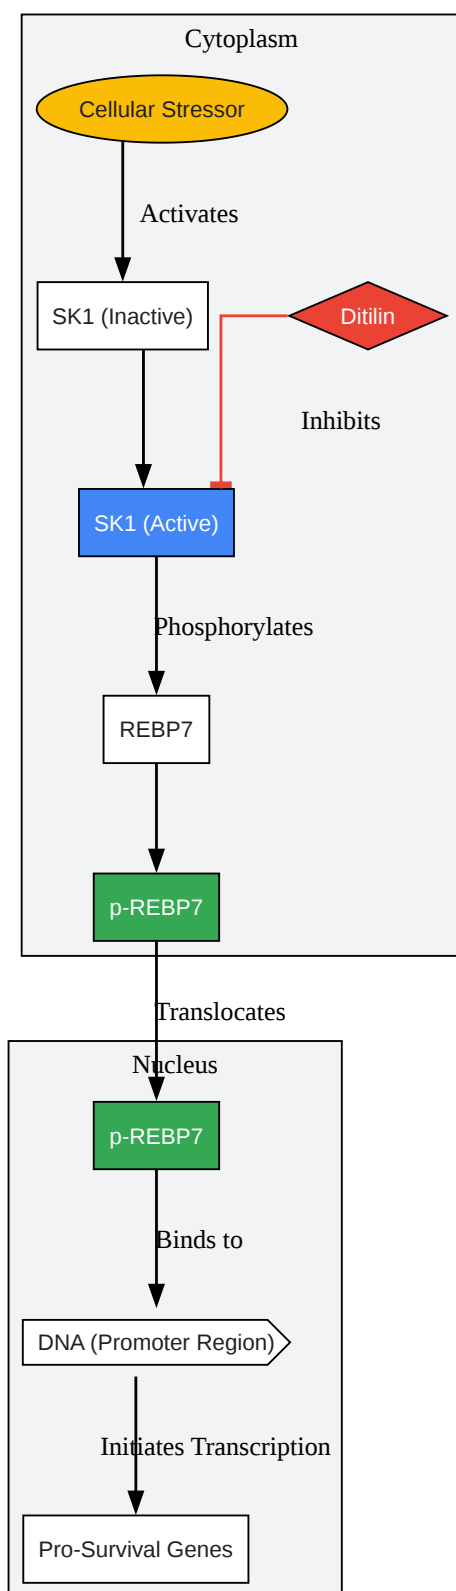 Cytoplasm
Cellular Stressor
Activates
SK1 (Inactive)
Ditilin
Inhibits
SK1 (Active)
Phosphorylates
REBP7
p-REBP7
Translocates
Nucleus
p-REBP7
Binds to
DNA (Promoter Region)
Initiates Transcription
Pro-Survival Genes